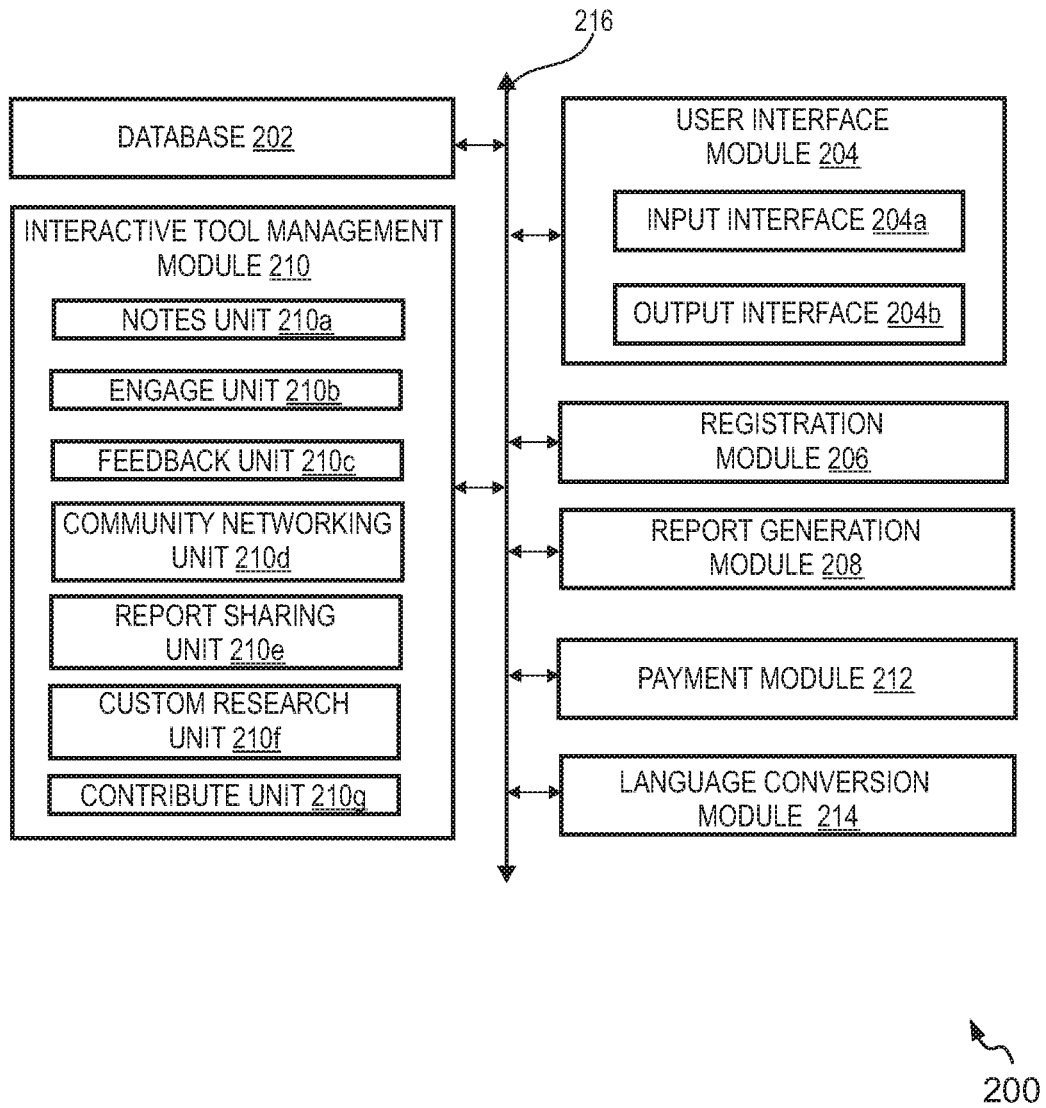 216
DATABASE 202
INTERACTIVE TOOL MANAGEMENT
MODULE 210
NOTES UNIT 210a
ENGAGE UNIT 210b
FEEDBACK UNIT 210c
COMMUNITY NETWORKING
UNIT 210d
REPORT SHARING
UNIT 210e
CUSTOM RESEARCH
UNIT 210f
CONTRIBUTE UNIT 210g
USER INTERFACE
MODULE 204
INPUT INTERFACE 204a
OUTPUT INTERFACE 204b
REGISTRATION
MODULE 206
REPORT GENERATION
MODULE 208
PAYMENT MODULE 212
LANGUAGE CONVERSION
MODULE 214
200